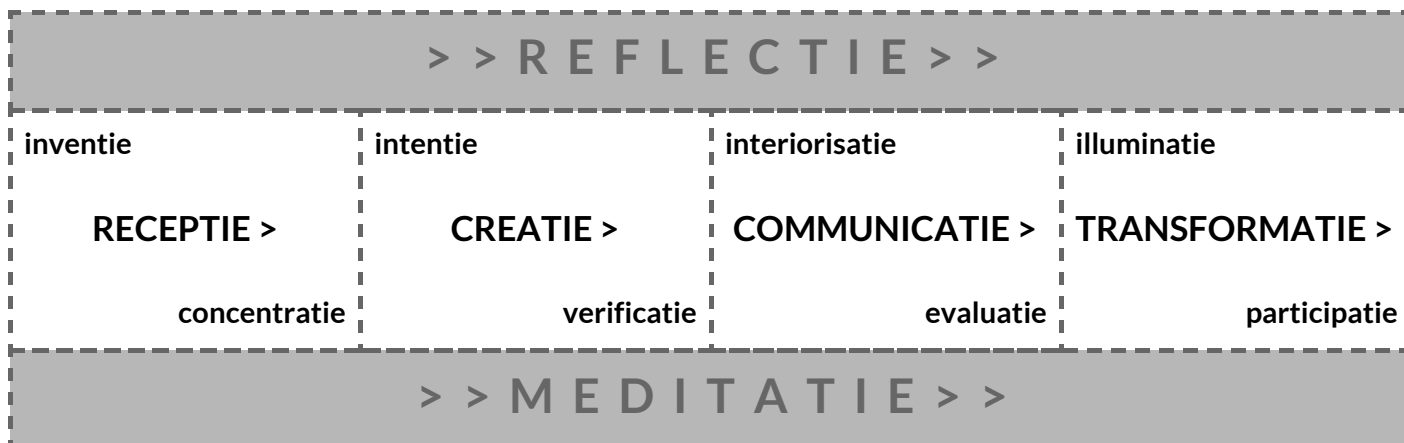 > > R E F L E C T I E > >
inventie
intentie
interiorisatie
illuminatie
RECEPTIE >
CREATIE >
COMMUNICATIE >
TRANSFORMATIE >
concentratie
verificatie
evaluatie
participatie
> > M E D I T A T I E > >